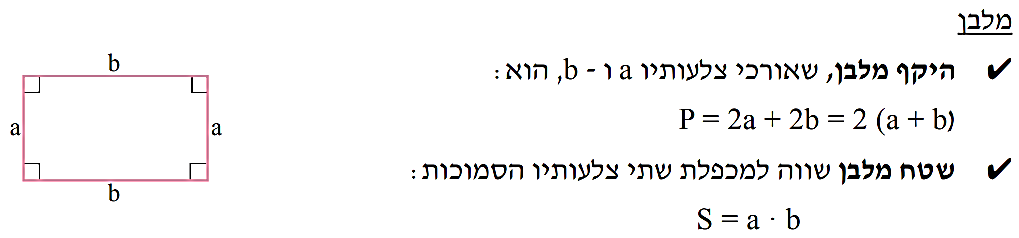 מלבן
✔ היקף מלבן, שאורכי צלעותיו a ו - b, הוא:
P = 2a + 2b = 2 (a + b)
✔ שטח מלבן שווה למכפלת שתי צלעותיו הסמוכות:
S = a · b
b
a
a
b